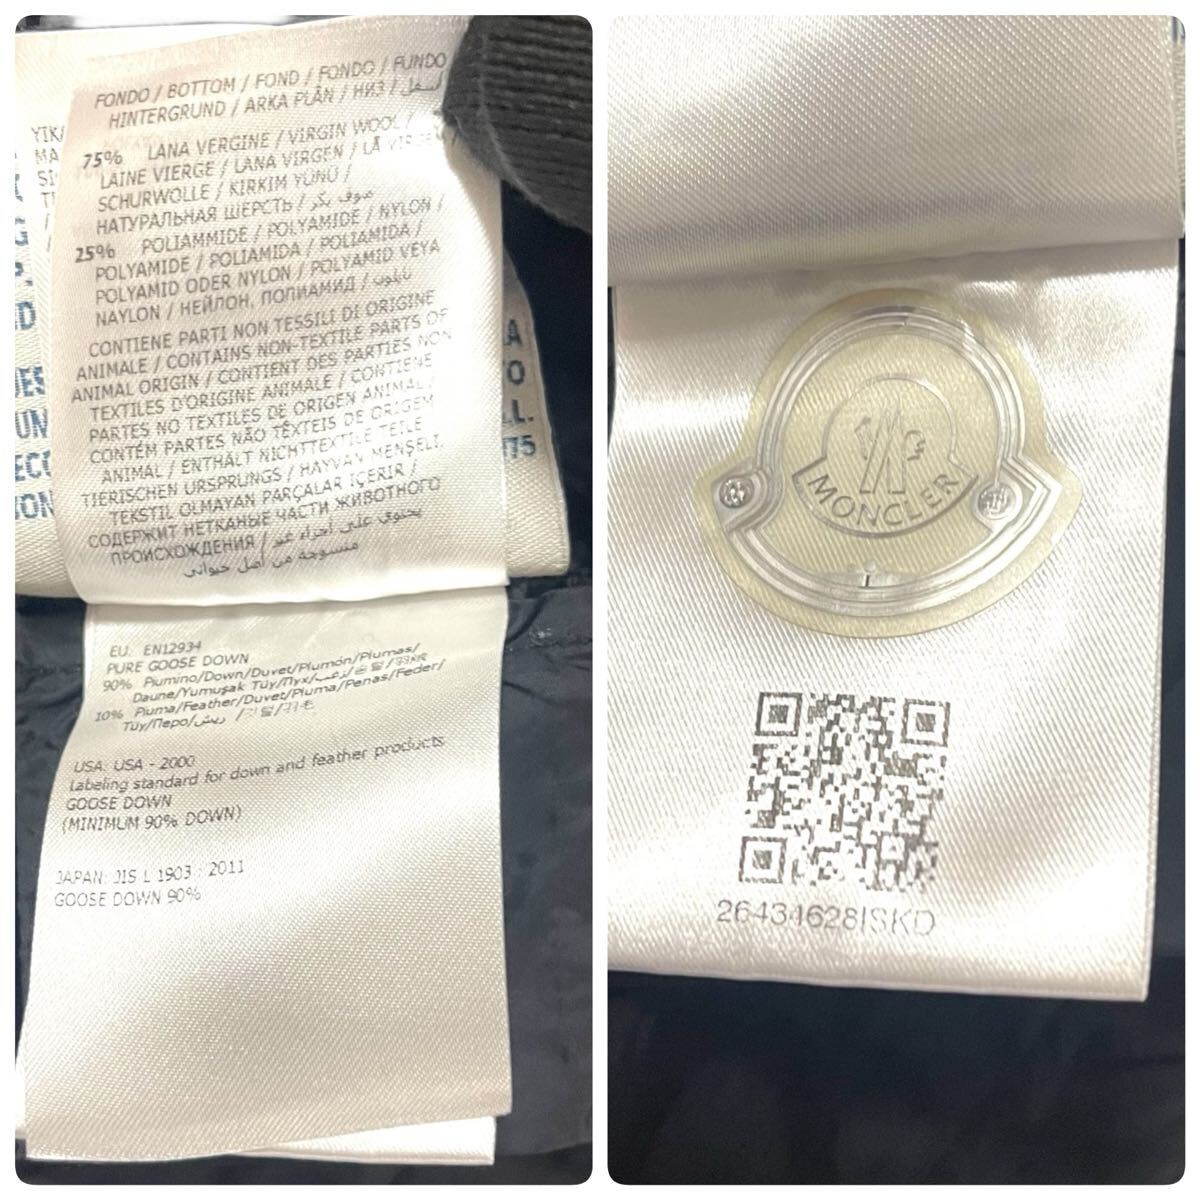 FONDO / BOTTOM / FOND / FONDO / FUNDO
HINTERGRUND / ARKA PLÂN / НИЗ / أسفل
75% LANA VERGINE / VIRGIN WOOL /
LAINE VIERGE / LANA VIRGEN / LÃ
SCHURWOLLE / KIRKIM YÜNÜ /
НАТУРАЛЬНАЯ ШЕРСТЬ / صوف بكر
25% POLIAMMIDE / POLYAMIDE / NYLON /
POLYAMIDE / POLIAMIDA / POLIAMIDA /
POLYAMID ODER NYLON / POLYAMID VEYA
NAYLON / НЕЙЛОН, ПОЛИАМИД / نايلون
CONTIENE PARTI NON TESSILI DI ORIGINE
ANIMALE / CONTAINS NON-TEXTILE PARTS OF
ANIMAL ORIGIN / CONTIENT DES PARTIES NON
TEXTILES D'ORIGINE ANIMALE / CONTIENE
PARTES NO TEXTILES DE ORIGEN ANIMAL /
CONTÉM PARTES NÃO TÊXTEIS DE ORIGEM
ANIMAL / ENTHÄLT NICHTTEXTILE TEILE
TIERISCHEN URSPRUNGS / HAYVAN MENŞELI
TEKSTIL OLMAYAN PARÇALAR IÇERIR /
СОДЕРЖИТ НЕТКАНЫЕ ЧАСТИ ЖИВОТНОГО
ПРОИСХОЖДЕНИЯ / يحتوي على أجزاء غير
منسوجة من أصل حيواني
EU: EN12934
PURE GOOSE DOWN
90% Piumino/Down/Duvet/Plumón/Plumas/
Daune/Yumuşak Tüy/Пух/زغب/
10% Piuma/Feather/Duvet/Pluma/Penas/Feder/
Tüy/Перо/ريش/
USA: USA - 2000
Labeling standard for down and feather products
GOOSE DOWN
(MINIMUM 90% DOWN)
JAPAN: JIS L 1903 : 2011
GOOSE DOWN 90%
MONCLER
26434628ISKD